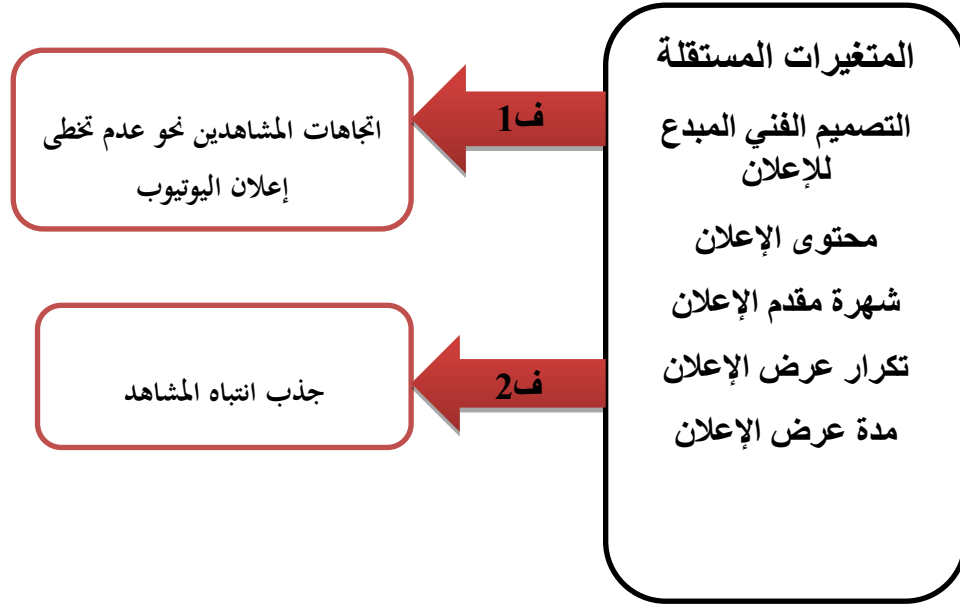 المتغيرات المستقلة
التصميم الفني المبدع
للإعلان
محتوى الإعلان
شهرة مقدم الإعلان
تكرار عرض الإعلان
مدة عرض الإعلان
ف1
اتجاهات المشاهدين نحو عدم تخطى
إعلان اليوتيوب
ف2
جذب انتباه المشاهد